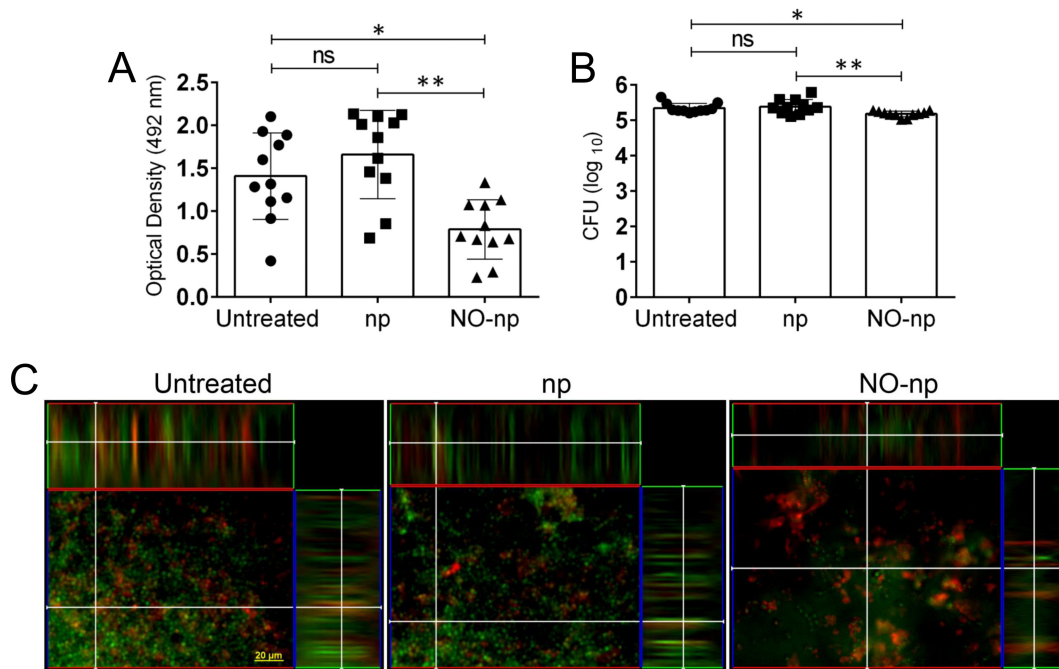 A
*
ns
**
Optical Density (492 nm)
2.5
2.0
1.5
1.0
0.5
0.0
Untreated np NO-np
B
*
ns
**
CFU (log 10)
6
5
4
3
2
1
0
Untreated np NO-np
C
Untreated np NO-np
20 µm